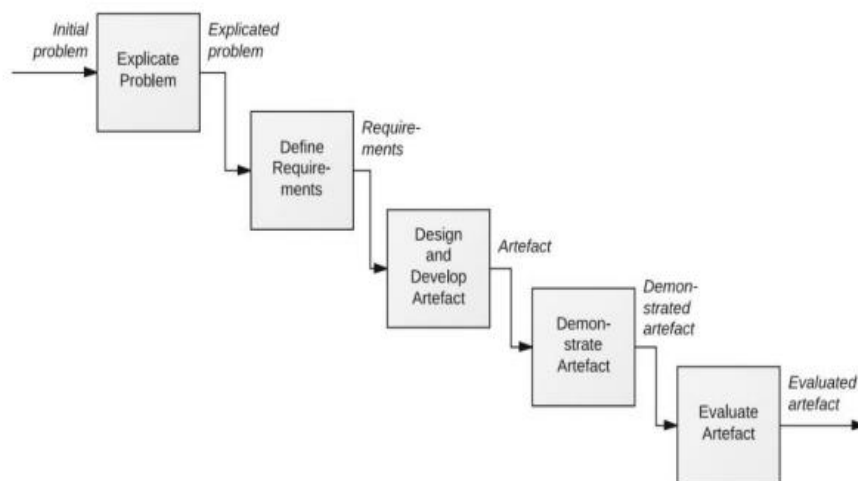 Initial
problem
Explicate
Problem
Explicated
problem
Define
Require-
ments
Require-
ments
Design
and
Develop
Artefact
Artefact
Demon-
strate
Artefact
Demon-
strated
artefact
Evaluate
Artefact
Evaluated
artefact